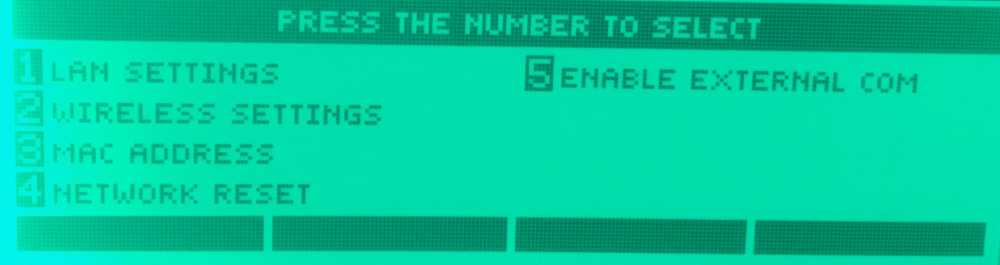 PRESS THE NUMBER TO SELECT
1 LAN SETTINGS
2 WIRELESS SETTINGS
3 MAC ADDRESS
4 NETWORK RESET
5 ENABLE EXTERNAL COM